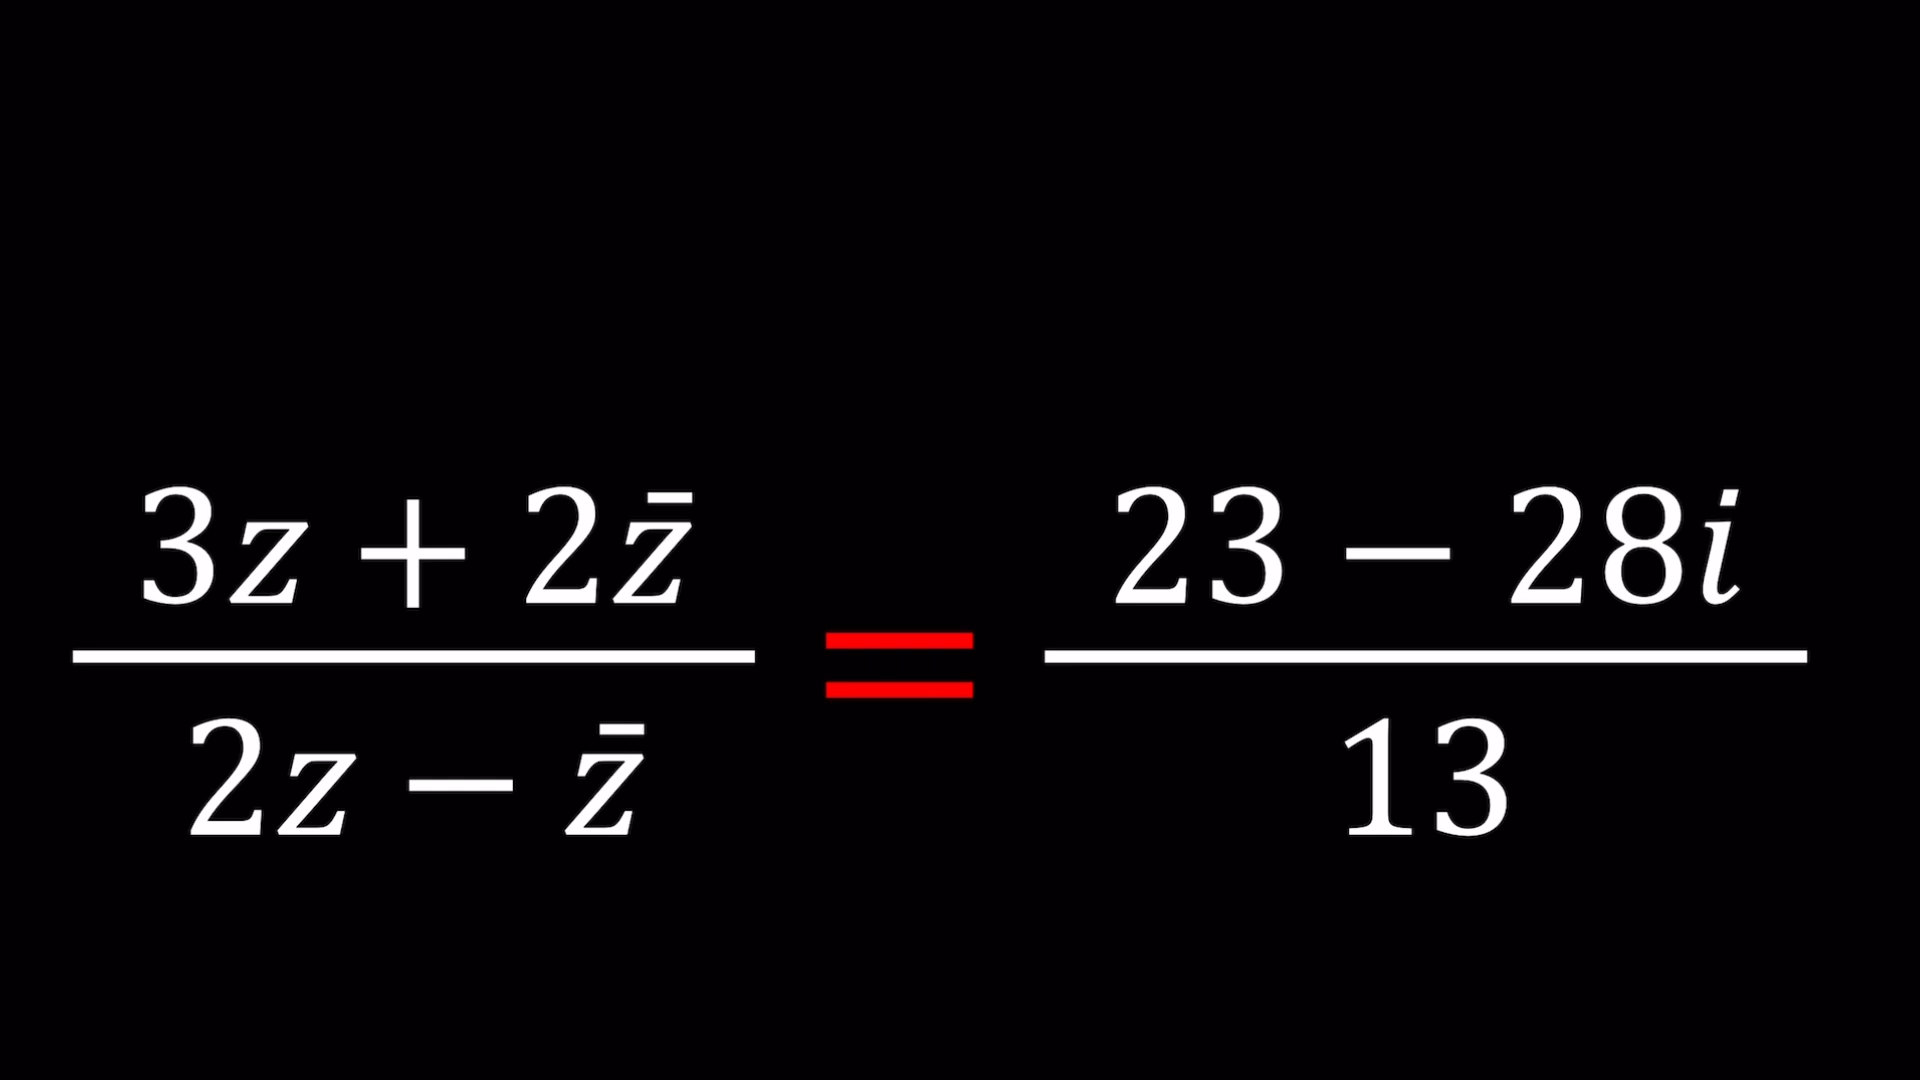 3z + 2z̄ = 23 − 28i
2z − z̄ 13